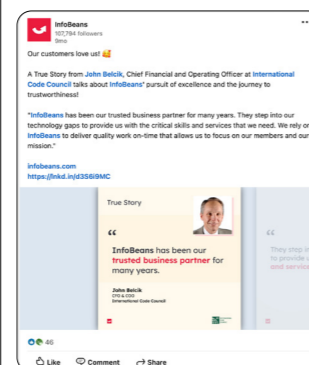 InfoBeans
107,784 followers
9mo
Our customers love us! 🥰
A True Story from John Belcik, Chief Financial and Operating Officer at International
Code Council talks about InfoBeans' pursuit of excellence and the journey to
trustworthiness!
"InfoBeans has been our trusted business partner for many years. They step into our
technology gaps to provide us with the critical skills and services that we need. We rely on
InfoBeans to deliver quality work on-time that allows us to focus on our members and our
mission."
infobeans.com
https://lnkd.in/d3S6i9MC
True Story
“
InfoBeans has been our
trusted business partner for
many years.
John Belcik
CFO & COO
International Code Council
“
They step in
to provide u
and service
46
Like Comment Share